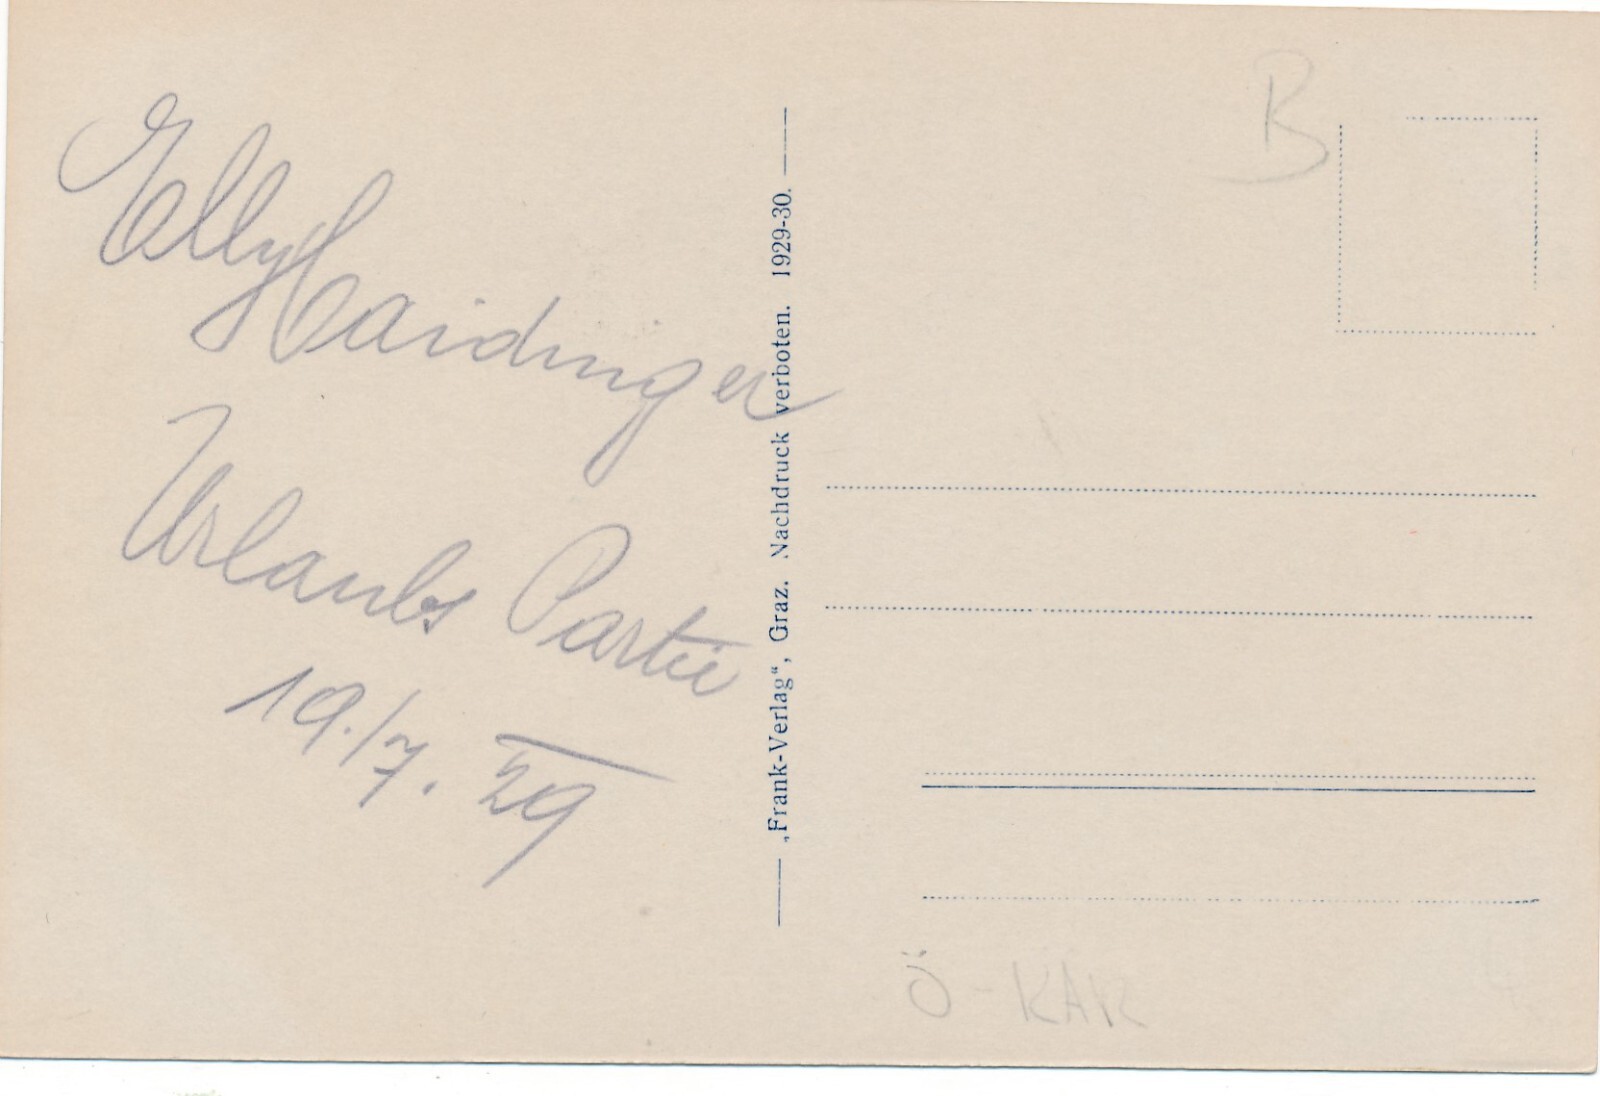 Elly Haidinger
Urlaubs Partie
19./7. 29
„Frank-Verlag“, Graz. Nachdruck verboten. 1929-30.
B
Ö-KAR